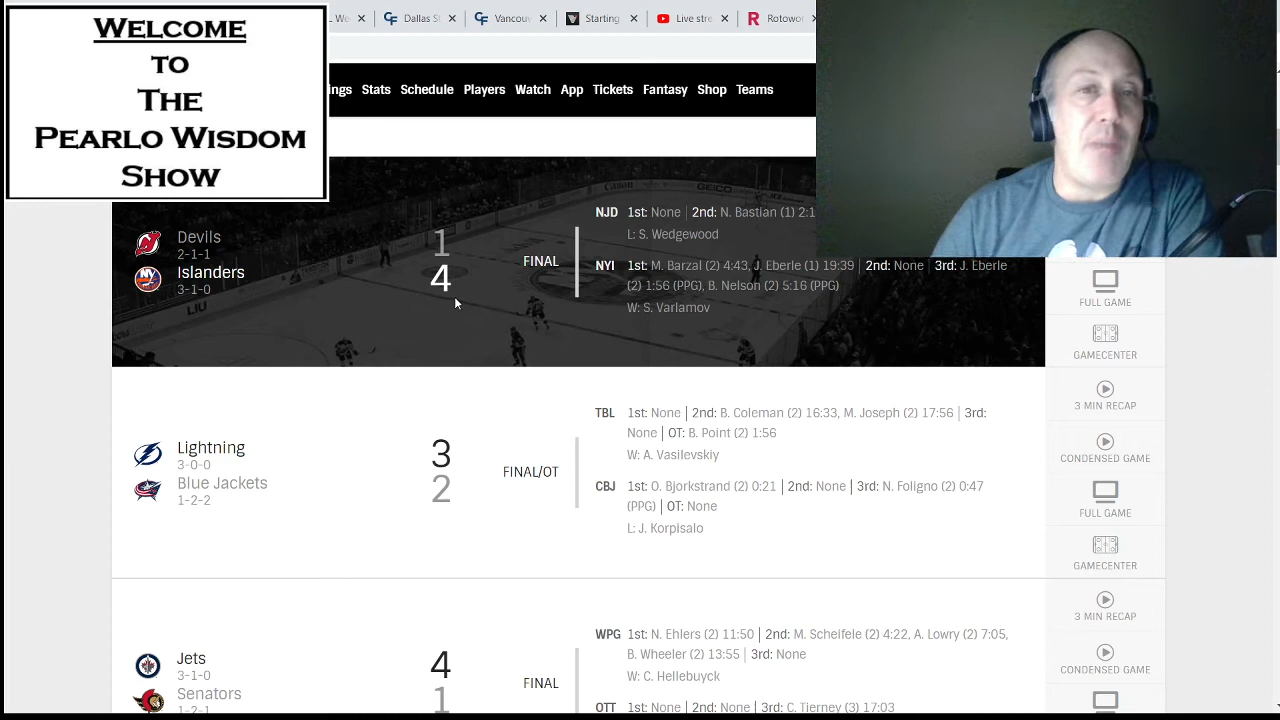 WELCOME
TO
THE
PEARLO WISDOM
SHOW
Dallas St
Vancouv
Starting
Live stre
Rotowi
ngs Stats Schedule Players Watch App Tickets Fantasy Shop Teams
Devils
2-1-1
1
Islanders
3-1-0
4
FINAL
NJD 1st: None | 2nd: N. Bastian (1) 2:1
L: S. Wedgewood
NYI 1st: M. Barzal (2) 4:43, J. Eberle (1) 19:39 | 2nd: None | 3rd: J. Eberle
(2) 1:56 (PPG), B. Nelson (2) 5:16 (PPG)
W: S. Varlamov
FULL GAME
GAMECENTER
3 MIN RECAP
CONDENSED GAME
Lightning
3-0-0
3
Blue Jackets
1-2-2
2
FINAL/OT
TBL 1st: None | 2nd: B. Coleman (2) 16:33, M. Joseph (2) 17:56 | 3rd:
None | OT: B. Point (2) 1:56
W: A. Vasilevskiy
CBJ 1st: O. Bjorkstrand (2) 0:21 | 2nd: None | 3rd: N. Foligno (2) 0:47
(PPG) | OT: None
L: J. Korpisalo
FULL GAME
GAMECENTER
3 MIN RECAP
CONDENSED GAME
Jets
3-1-0
4
Senators
1-2-1
1
FINAL
WPG 1st: N. Ehlers (2) 11:50 | 2nd: M. Scheifele (2) 4:22, A. Lowry (2) 7:05,
B. Wheeler (2) 13:55 | 3rd: None
W: C. Hellebuyck
OTT 1st: None | 2nd: None | 3rd: C. Tierney (3) 17:03